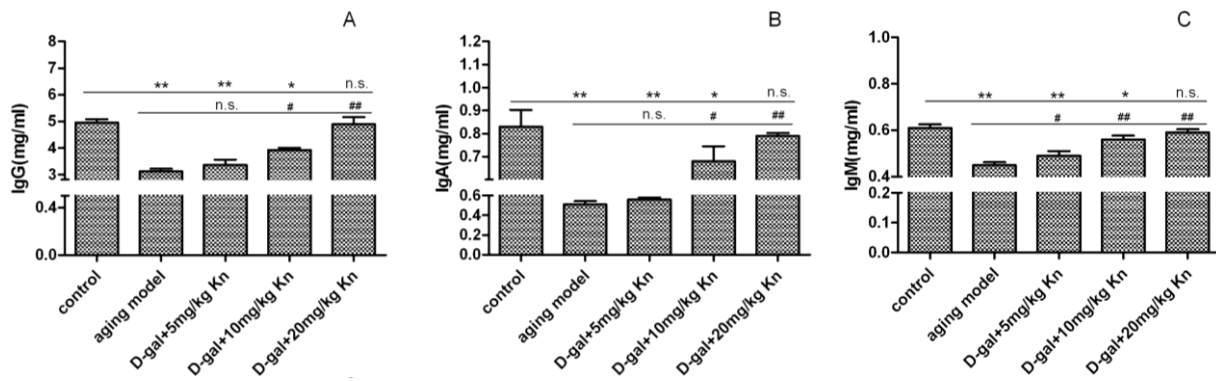 A
IgG(mg/ml)
8
7
6
5
4
3
0.4
0.0
** ** * n.s.
n.s. # ##
control
aging model
D-gal+5mg/kg Kn
D-gal+10mg/kg Kn
D-gal+20mg/kg Kn
B
IgA(mg/ml)
1.2
1.1
1.0
0.9
0.8
0.7
0.6
0.4
0.2
0.0
** ** * n.s.
n.s. # ##
control
aging model
D-gal+5mg/kg Kn
D-gal+10mg/kg Kn
D-gal+20mg/kg Kn
C
IgM(mg/ml)
1.0
0.8
0.6
0.4
0.2
0.1
0.0
** ** * n.s.
# ## ##
control
aging model
D-gal+5mg/kg Kn
D-gal+10mg/kg Kn
D-gal+20mg/kg Kn